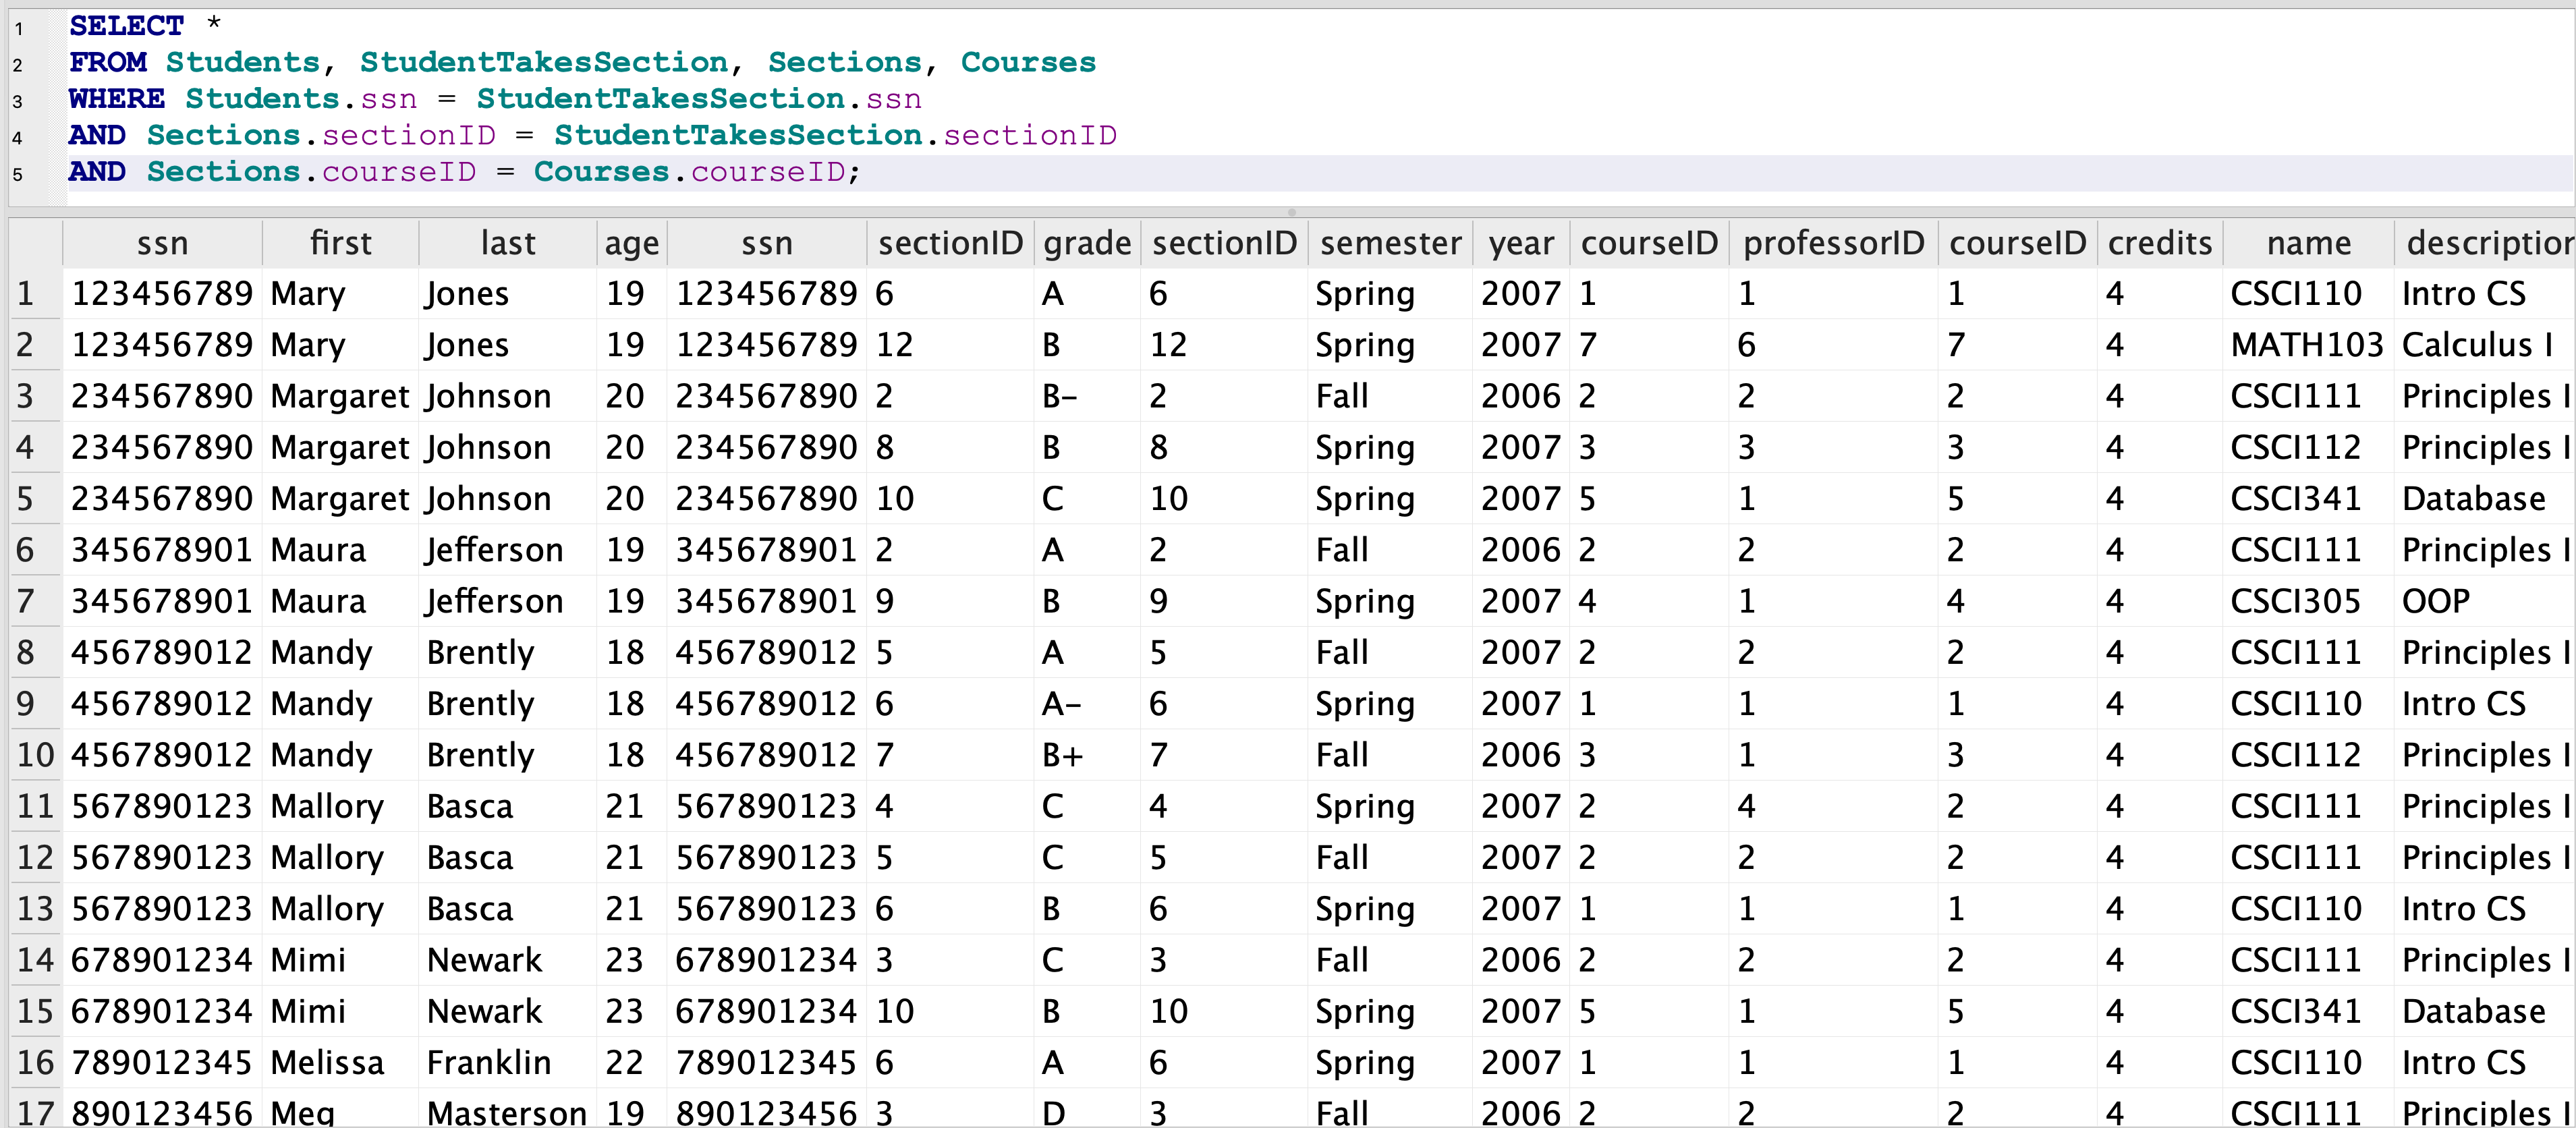 1 SELECT *
2 FROM Students, StudentTakesSection, Sections, Courses
3 WHERE Students.ssn = StudentTakesSection.ssn
4 AND Sections.sectionID = StudentTakesSection.sectionID
5 AND Sections.courseID = Courses.courseID;
ssn first last age ssn sectionID grade sectionID semester year courseID professorID courseID credits name description
1 123456789 Mary Jones 19 123456789 6 A 6 Spring 2007 1 1 1 4 CSCI110 Intro CS
2 123456789 Mary Jones 19 123456789 12 B 12 Spring 2007 7 6 7 4 MATH103 Calculus I
3 234567890 Margaret Johnson 20 234567890 2 B- 2 Fall 2006 2 2 2 4 CSCI111 Principles I
4 234567890 Margaret Johnson 20 234567890 8 B 8 Spring 2007 3 3 3 4 CSCI112 Principles I
5 234567890 Margaret Johnson 20 234567890 10 C 10 Spring 2007 5 1 5 4 CSCI341 Database
6 345678901 Maura Jefferson 19 345678901 2 A 2 Fall 2006 2 2 2 4 CSCI111 Principles I
7 345678901 Maura Jefferson 19 345678901 9 B 9 Spring 2007 4 1 4 4 CSCI305 OOP
8 456789012 Mandy Brently 18 456789012 5 A 5 Fall 2007 2 2 2 4 CSCI111 Principles I
9 456789012 Mandy Brently 18 456789012 6 A- 6 Spring 2007 1 1 1 4 CSCI110 Intro CS
10 456789012 Mandy Brently 18 456789012 7 B+ 7 Fall 2006 3 1 3 4 CSCI112 Principles I
11 567890123 Mallory Basca 21 567890123 4 C 4 Spring 2007 2 4 2 4 CSCI111 Principles I
12 567890123 Mallory Basca 21 567890123 5 C 5 Fall 2007 2 2 2 4 CSCI111 Principles I
13 567890123 Mallory Basca 21 567890123 6 B 6 Spring 2007 1 1 1 4 CSCI110 Intro CS
14 678901234 Mimi Newark 23 678901234 3 C 3 Fall 2006 2 2 2 4 CSCI111 Principles I
15 678901234 Mimi Newark 23 678901234 10 B 10 Spring 2007 5 1 5 4 CSCI341 Database
16 789012345 Melissa Franklin 22 789012345 6 A 6 Spring 2007 1 1 1 4 CSCI110 Intro CS
17 890123456 Meg Masterson 19 890123456 3 D 3 Fall 2006 2 2 2 4 CSCI111 Principles I